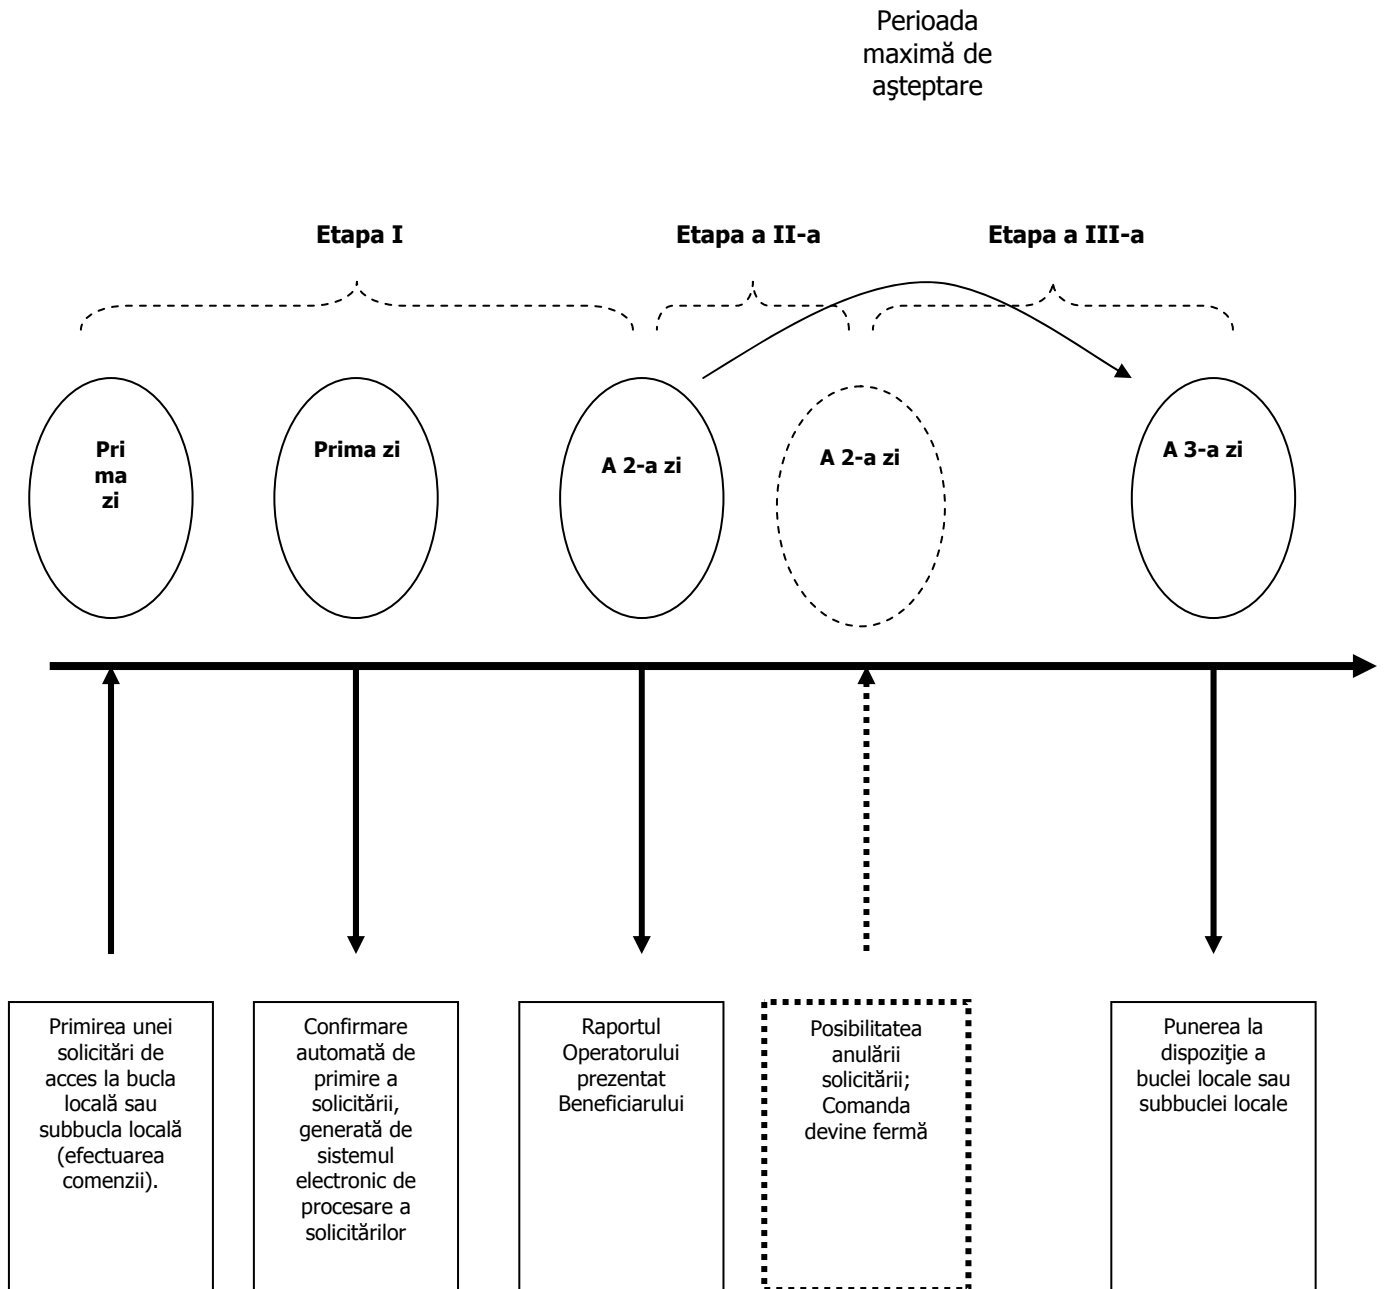 Perioada
maximă de
aşteptare
Etapa I
Etapa a II-a
Etapa a III-a
Pri
ma
zi
Prima zi
A 2-a zi
A 2-a zi
A 3-a zi
Primirea unei
solicitări de
acces la bucla
locală sau
subbucla locală
(efectuarea
comenzii).
Confirmare
automată de
primire a
solicitării,
generată de
sistemul
electronic de
procesare a
solicitărilor
Raportul
Operatorului
prezentat
Beneficiarului
Posibilitatea
anulării
solicitării;
Comanda
devine fermă
Punerea la
dispoziţie a
buclei locale sau
subbuclei locale